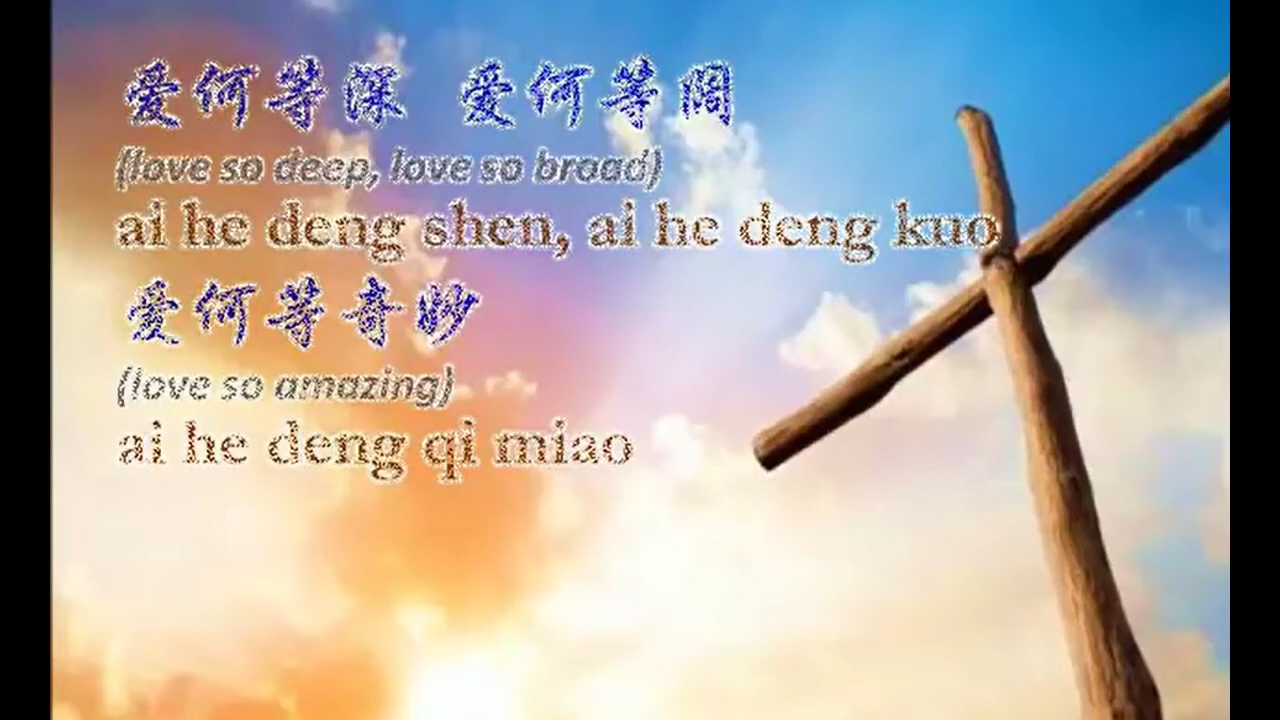 爱何等深 爱何等阔
(love so deep, love so broad)
ai he deng shen, ai he deng kuo
爱何等奇妙
(love so amazing)
ai he deng qi miao